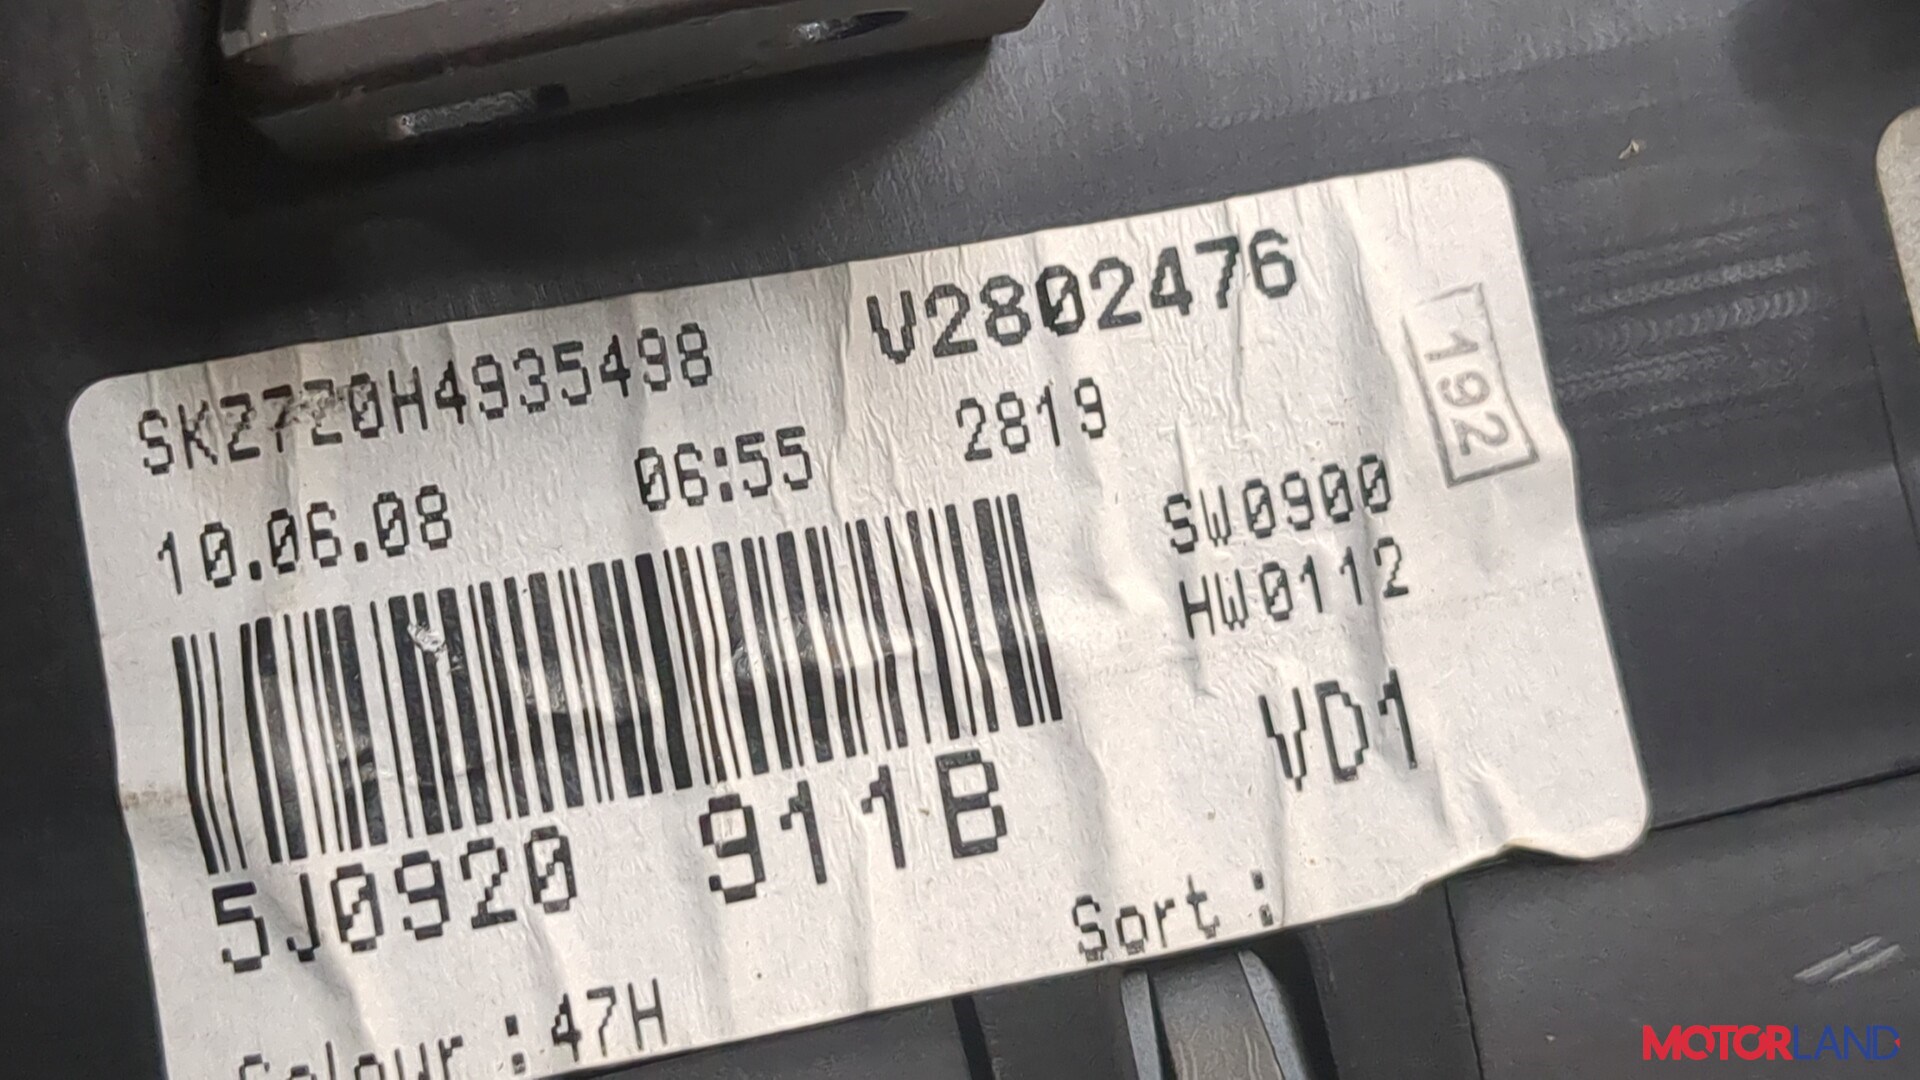 SKZ7Z0H4935498 V2802476
10.06.08 06:55 2819
192
SW0900
HW0112
VD1
5J0920 911B
Sort :
Colour : 47H
MOTORLAND